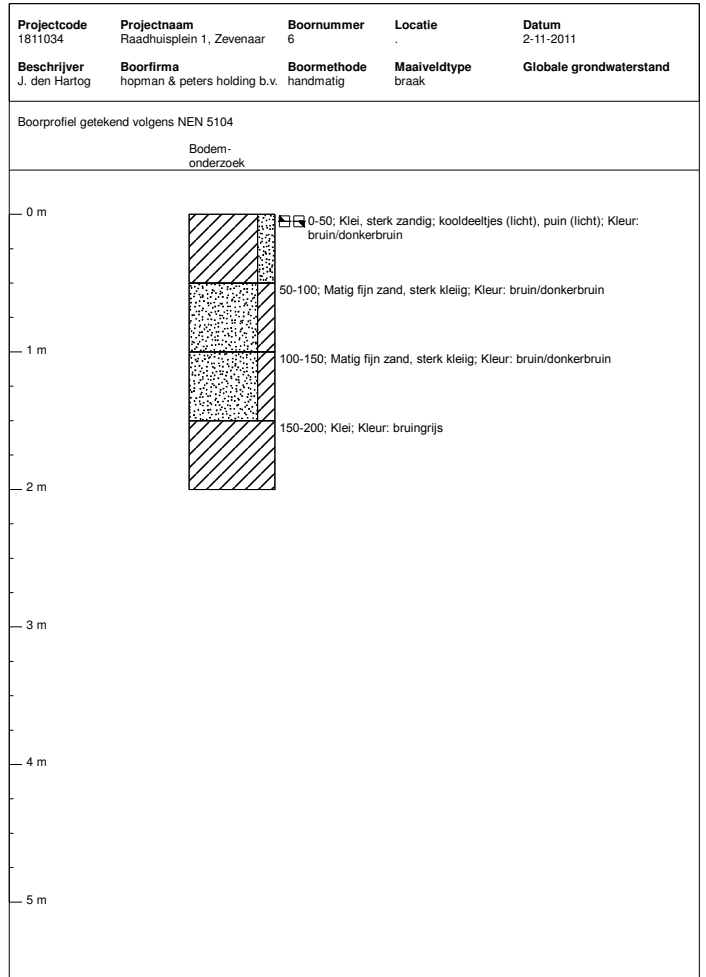 Projectcode Projectnaam Boornummer Locatie Datum
1811034 Raadhuisplein 1, Zevenaar 6 . 2-11-2011
Beschrijver Boorfirma Boormethode Maaiveldtype Globale grondwaterstand
J. den Hartog hopman & peters holding b.v. handmatig braak
Boorprofiel getekend volgens NEN 5104
Bodem-
onderzoek
0 m
0-50; Klei, sterk zandig; kooldeeltjes (licht), puin (licht); Kleur:
bruin/donkerbruin
50-100; Matig fijn zand, sterk kleiig; Kleur: bruin/donkerbruin
1 m
100-150; Matig fijn zand, sterk kleiig; Kleur: bruin/donkerbruin
150-200; Klei; Kleur: bruingrijs
2 m
3 m
4 m
5 m